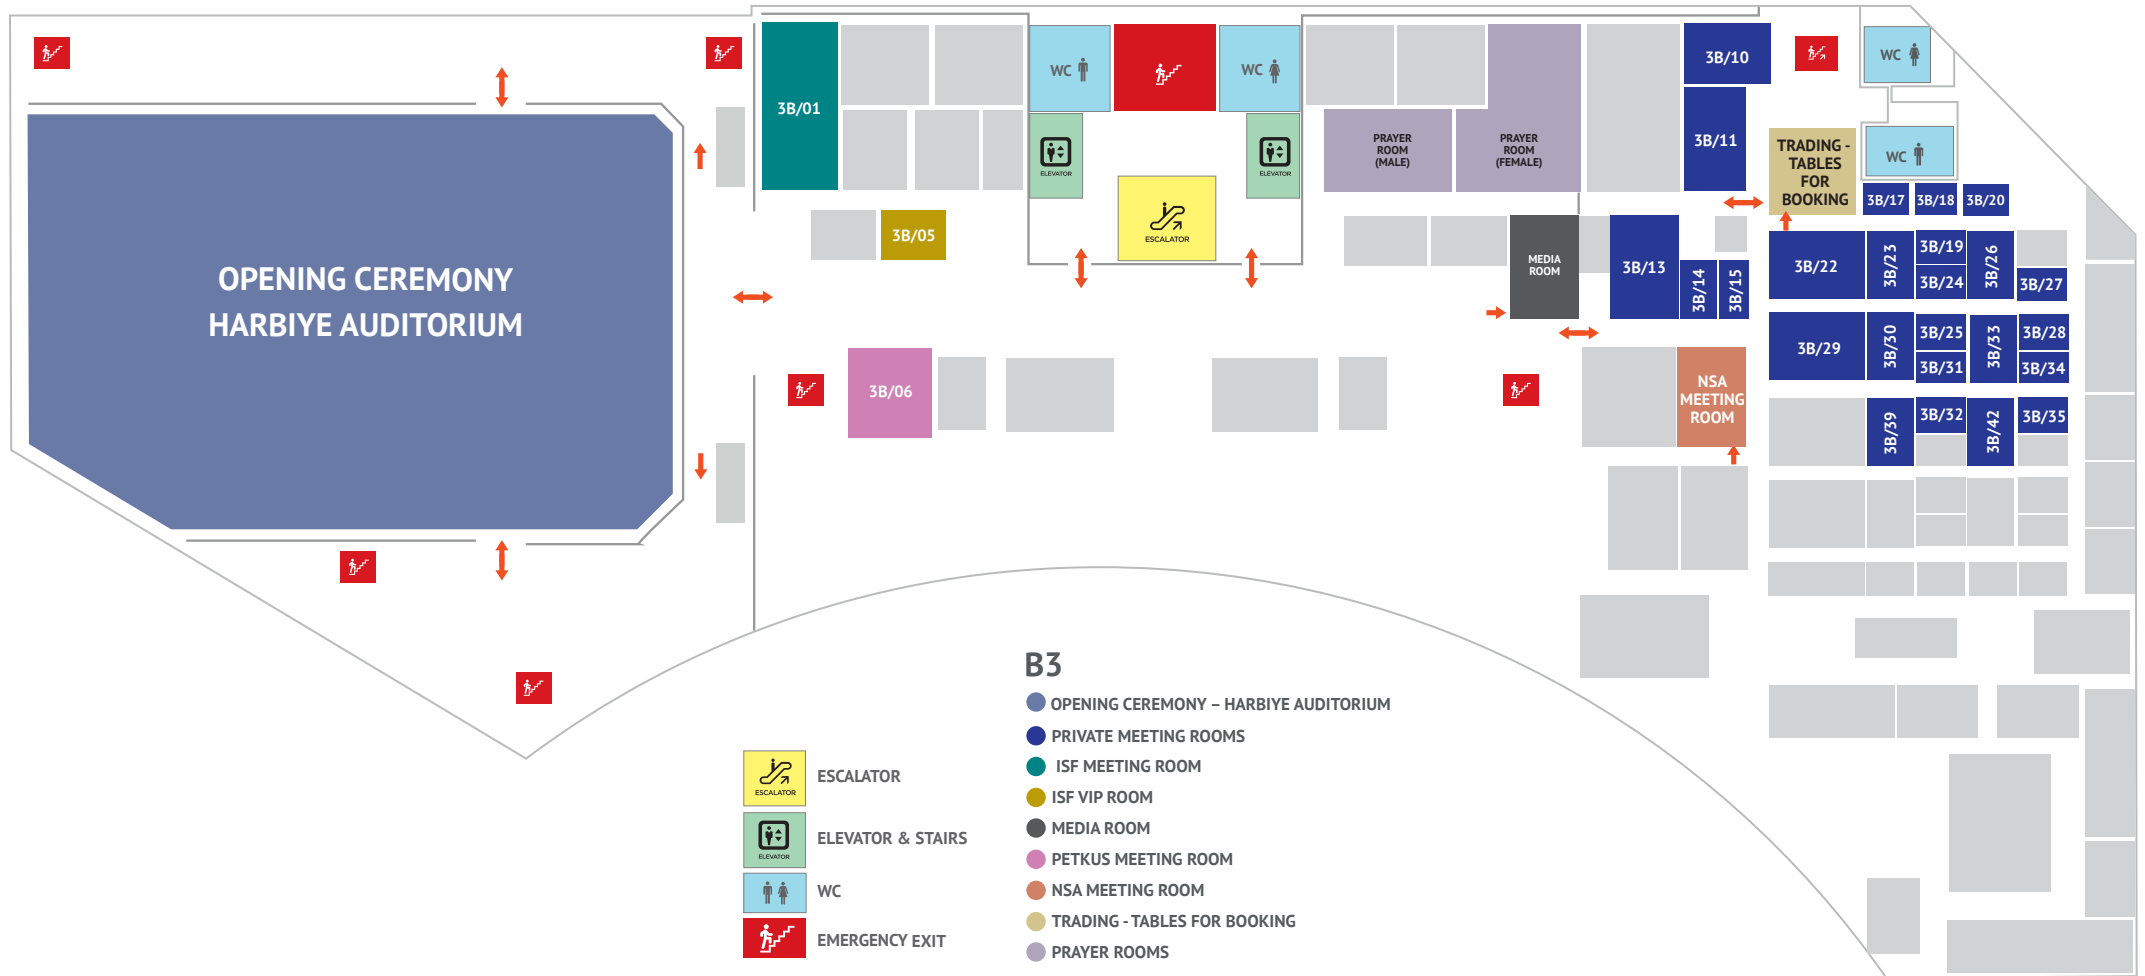 OPENING CEREMONY
HARBIYE AUDITORIUM
3B/01
3B/05
3B/06
WC
WC
ELEVATOR
ELEVATOR
ESCALATOR
PRAYER
ROOM
(MALE)
PRAYER
ROOM
(FEMALE)
MEDIA
ROOM
3B/10
3B/11
3B/13
3B/14
3B/15
NSA
MEETING
ROOM
WC
WC
TRADING -
TABLES
FOR
BOOKING
3B/17
3B/18
3B/20
3B/22
3B/23
3B/19
3B/24
3B/26
3B/27
3B/29
3B/30
3B/25
3B/31
3B/33
3B/28
3B/34
3B/39
3B/32
3B/42
3B/35
ESCALATOR
ESCALATOR
ELEVATOR
ELEVATOR & STAIRS
WC
EMERGENCY EXIT
B3
OPENING CEREMONY – HARBIYE AUDITORIUM
PRIVATE MEETING ROOMS
ISF MEETING ROOM
ISF VIP ROOM
MEDIA ROOM
PETKUS MEETING ROOM
NSA MEETING ROOM
TRADING - TABLES FOR BOOKING
PRAYER ROOMS